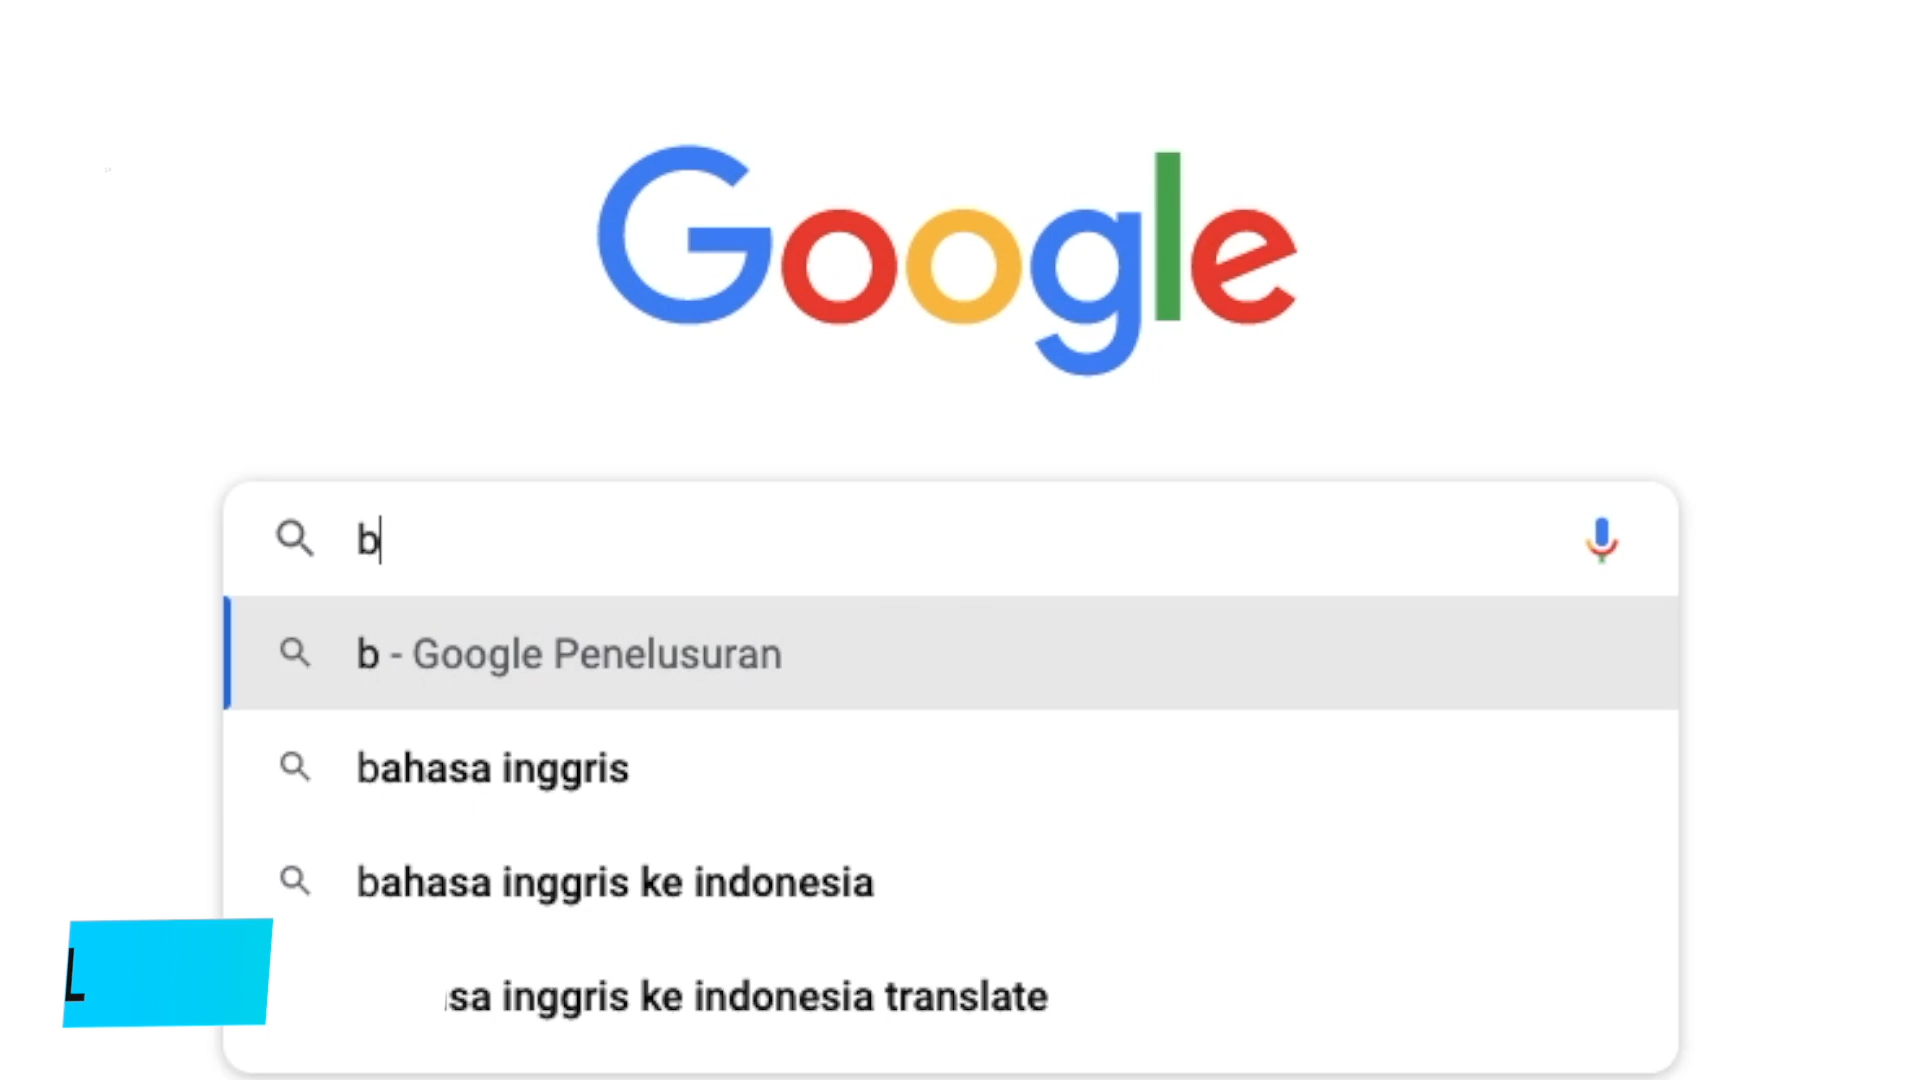 Google
b
b - Google Penelusuran
bahasa inggris
bahasa inggris ke indonesia
sa inggris ke indonesia translate
L